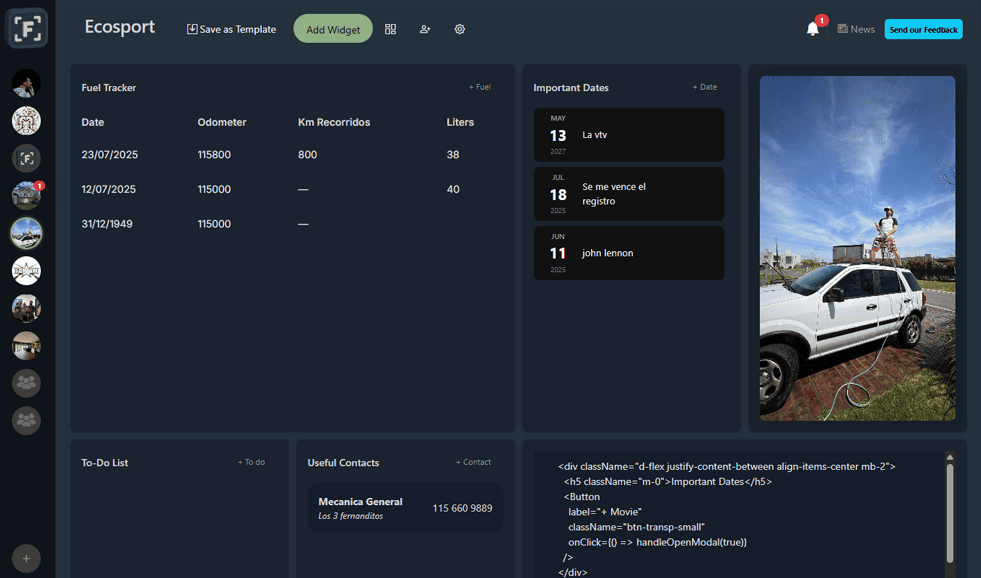 [F]
Ecosport
Save as Template
Add Widget
1
News
Send our Feedback
[F]
1
Fuel Tracker
+ Fuel
Date Odometer Km Recorridos Liters
23/07/2025 115800 800 38
12/07/2025 115000 — 40
31/12/1949 115000 —
Important Dates
+ Date
MAY
13
2027
La vtv
JUL
18
2025
Se me vence el
registro
JUN
11
2025
john lennon
To-Do List
+ To do
Useful Contacts
+ Contact
Mecanica General
Los 3 fernanditos
115 660 9889
<div className="d-flex justify-content-between align-items-center mb-2">
<h5 className="m-0">Important Dates</h5>
<Button
label="+ Movie"
className="btn-transp-small"
onClick={() => handleOpenModal(true)}
/>
</div>
+